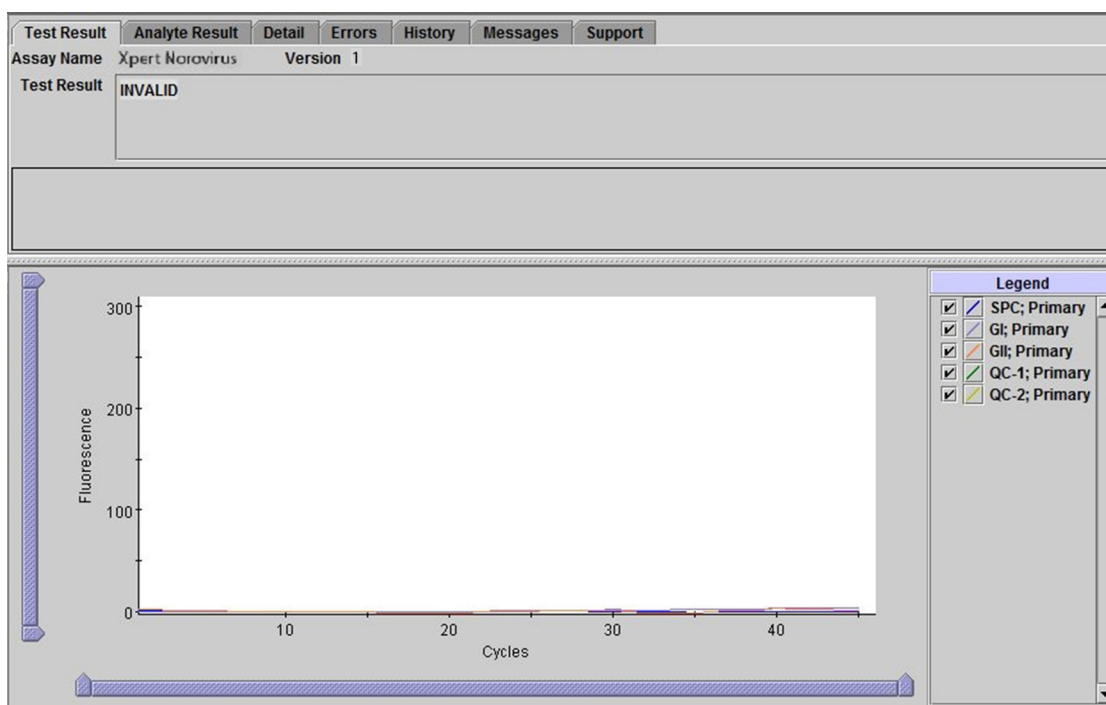 Test Result Analyte Result Detail Errors History Messages Support
Assay Name Xpert Norovirus Version 1
Test Result INVALID
Legend
SPC; Primary
GI; Primary
GII; Primary
QC-1; Primary
QC-2; Primary
300
200
100
0
Fluorescence
10 20 30 40
Cycles